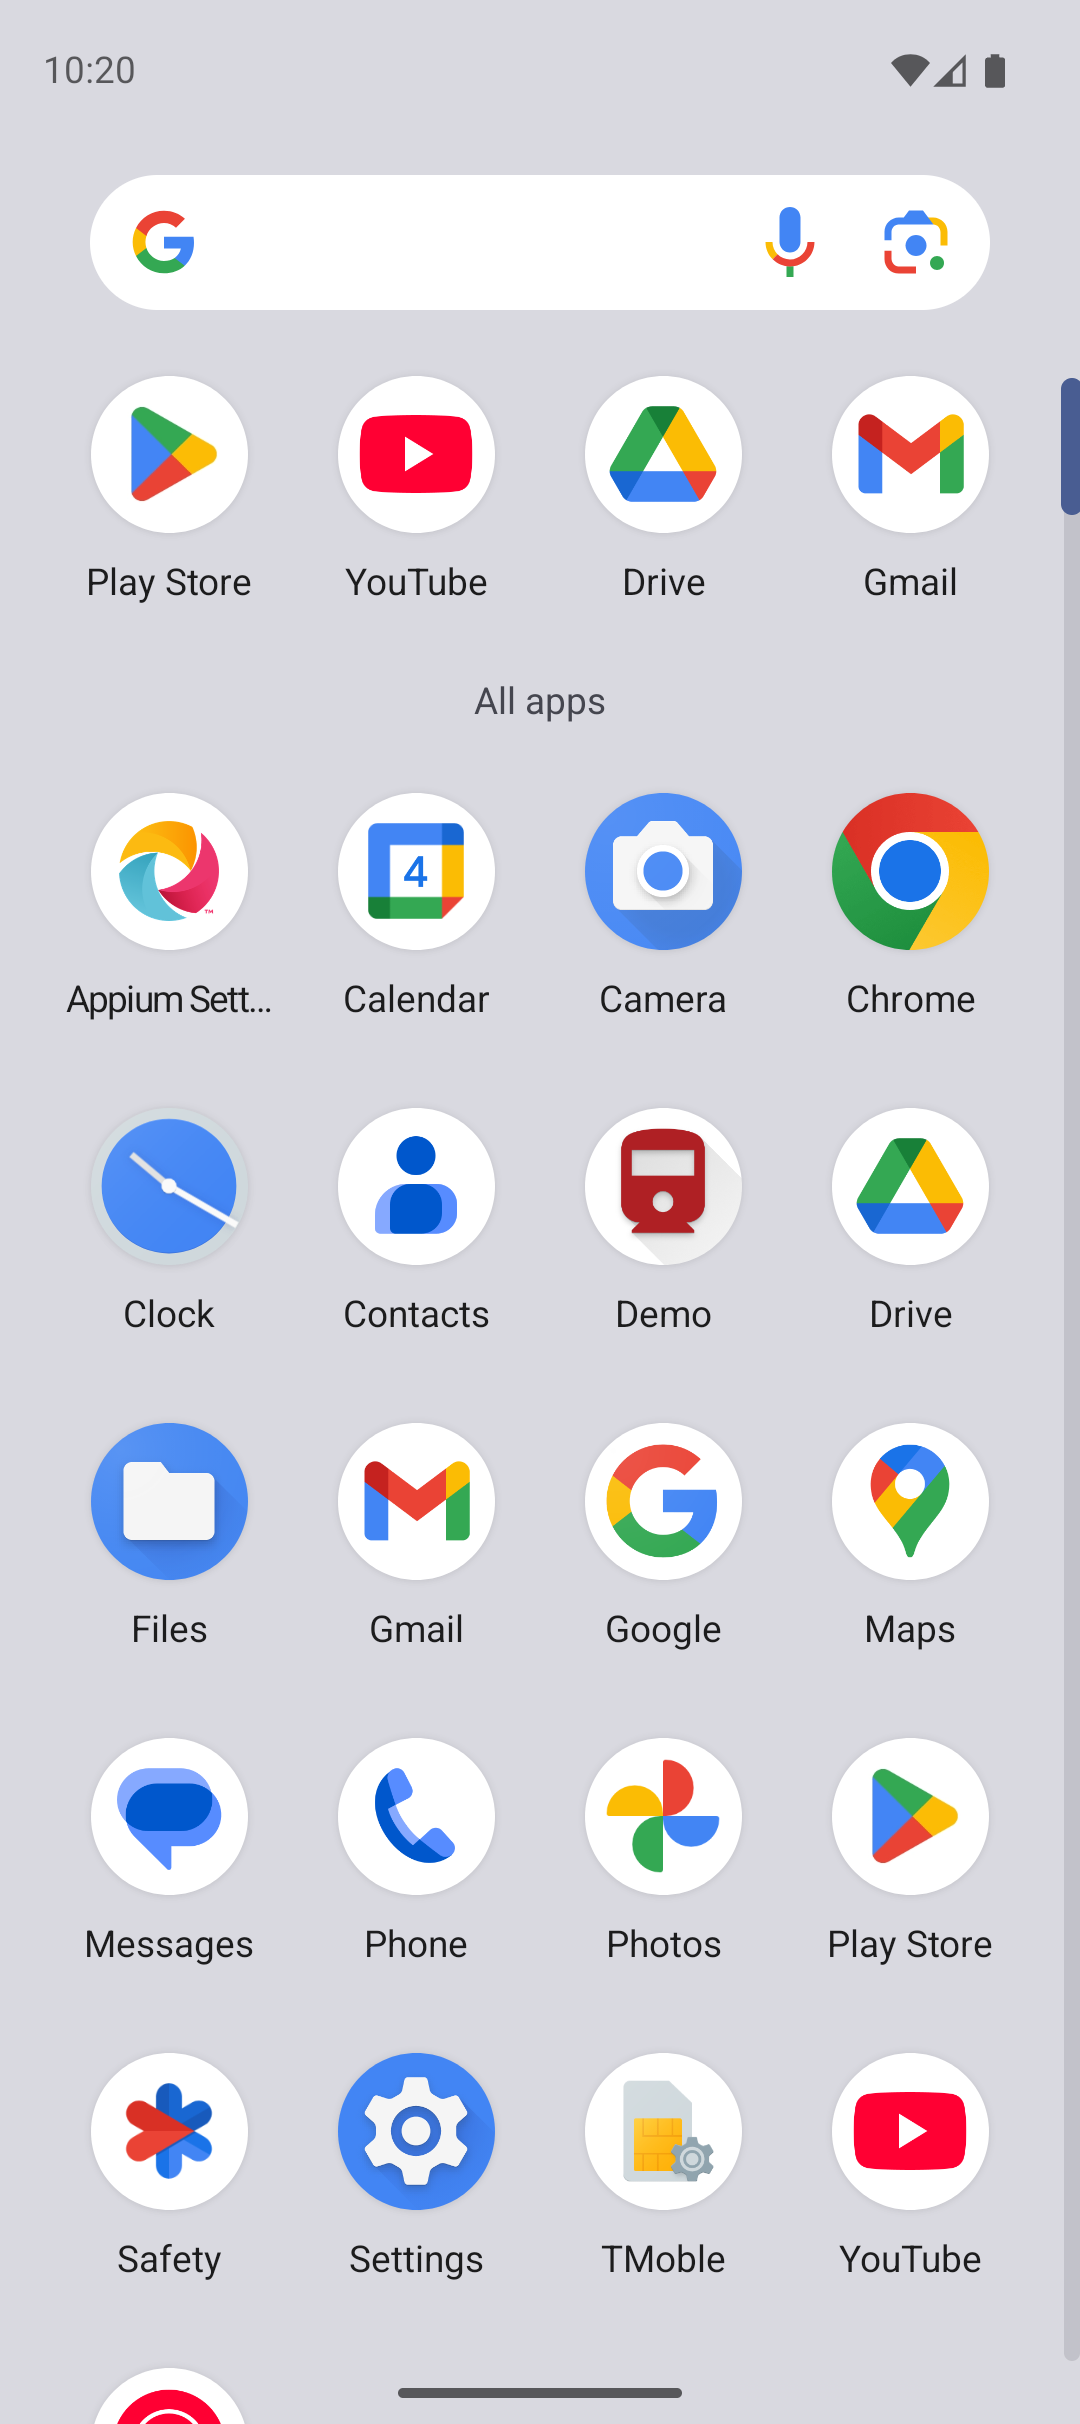 10:20
Play Store
YouTube
Drive
Gmail
All apps
Appium Sett...
Calendar
4
Camera
Chrome
Clock
Contacts
Demo
Drive
Files
Gmail
Google
Maps
Messages
Phone
Photos
Play Store
Safety
Settings
TMoble
YouTube